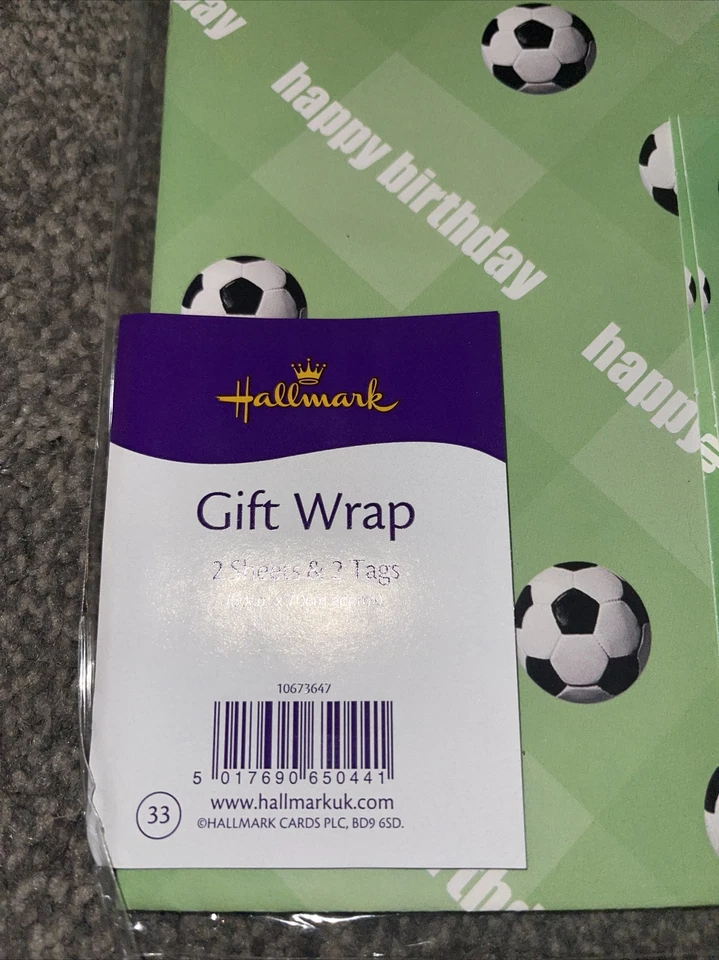 day
happy birthday
happy
Hallmark
Gift Wrap
2 Sheets & 2 Tags
10673647
5 017690 650441
33
www.hallmarkuk.com
©HALLMARK CARDS PLC, BD9 6SD.